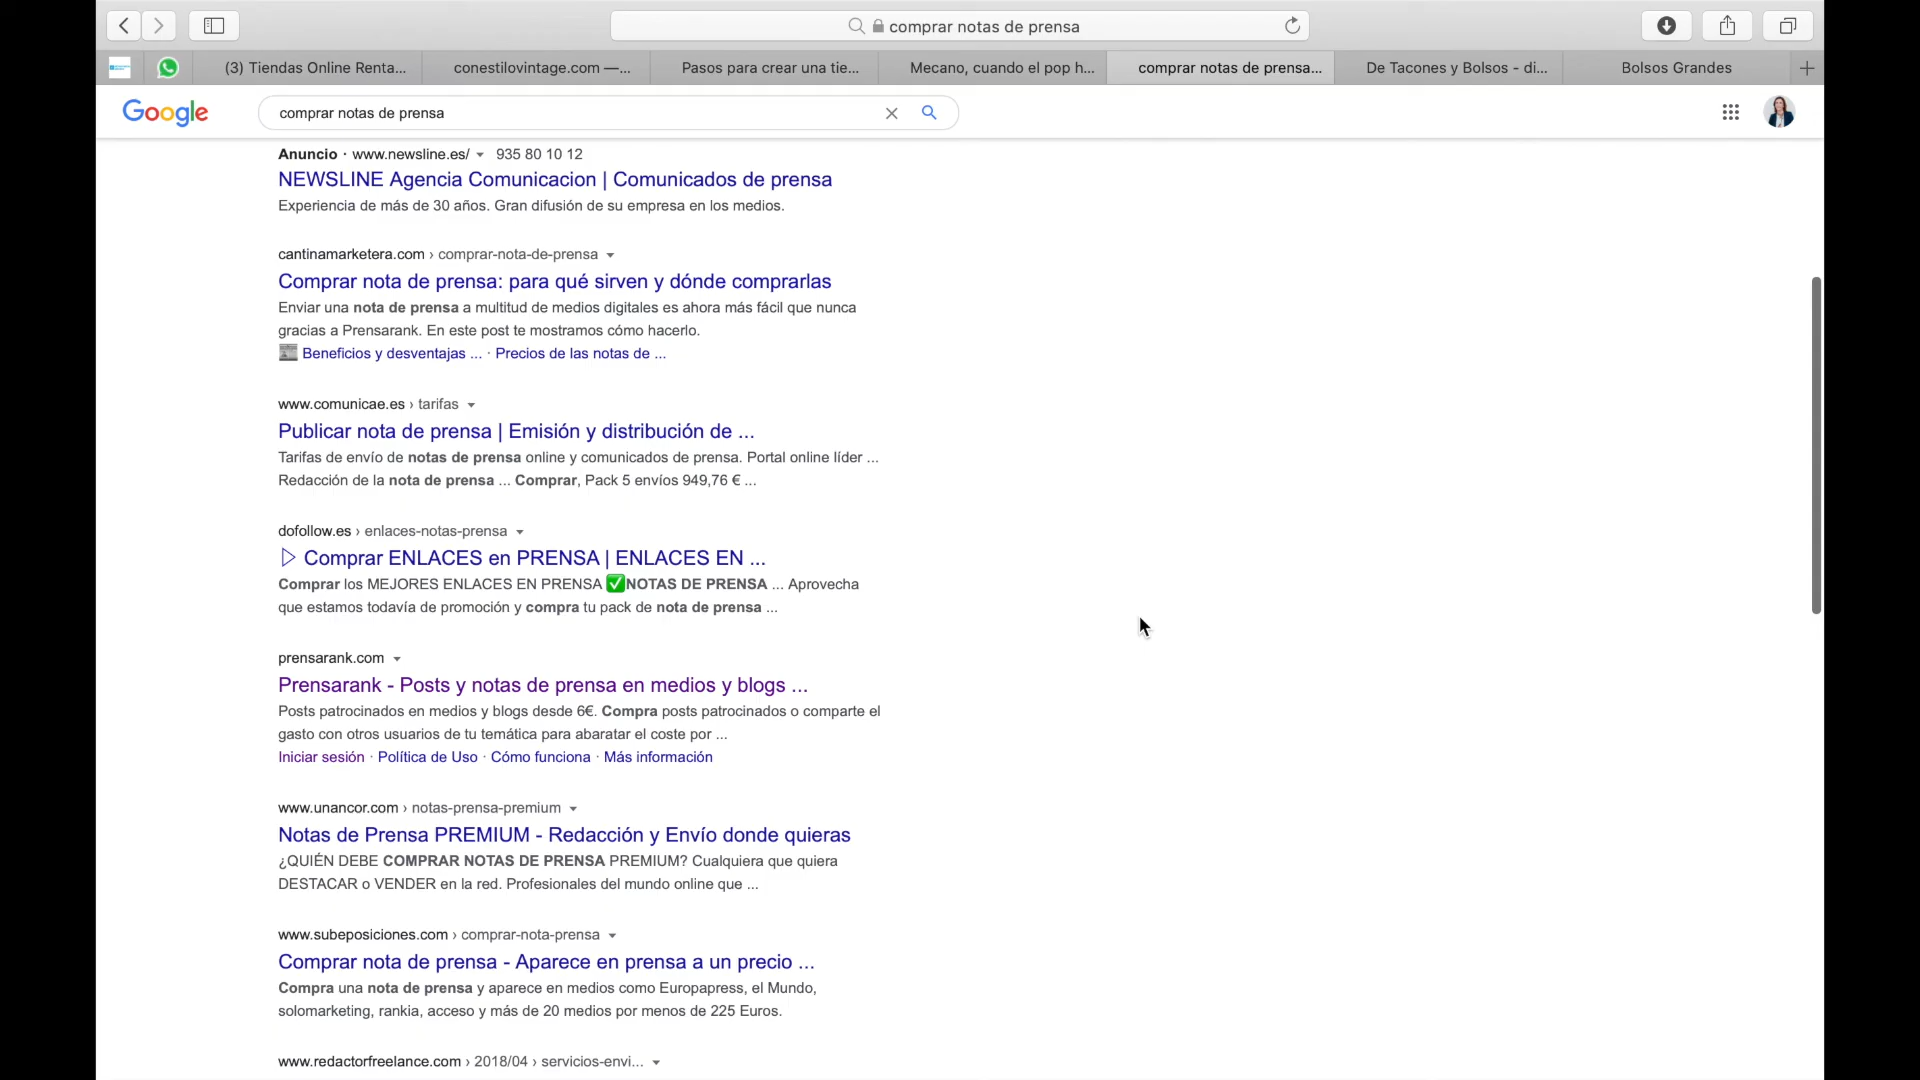 comprar notas de prensa
(3) Tiendas Online Renta...
conestilovintage.com —...
Pasos para crear una tie...
Mecano, cuando el pop h...
comprar notas de prensa...
De Tacones y Bolsos - di...
Bolsos Grandes
Google
comprar notas de prensa
Anuncio · www.newsline.es/ 935 80 10 12
NEWSLINE Agencia Comunicacion | Comunicados de prensa
Experiencia de más de 30 años. Gran difusión de su empresa en los medios.
cantinamarketera.com › comprar-nota-de-prensa
Comprar nota de prensa: para qué sirven y dónde comprarlas
Enviar una nota de prensa a multitud de medios digitales es ahora más fácil que nunca
gracias a Prensarank. En este post te mostramos cómo hacerlo.
Beneficios y desventajas ... · Precios de las notas de ...
www.comunicae.es › tarifas
Publicar nota de prensa | Emisión y distribución de ...
Tarifas de envío de notas de prensa online y comunicados de prensa. Portal online líder ...
Redacción de la nota de prensa ... Comprar, Pack 5 envíos 949,76 € ...
dofollow.es › enlaces-notas-prensa
▷ Comprar ENLACES en PRENSA | ENLACES EN ...
Comprar los MEJORES ENLACES EN PRENSA ✅NOTAS DE PRENSA ... Aprovecha
que estamos todavía de promoción y compra tu pack de nota de prensa ...
prensarank.com
Prensarank - Posts y notas de prensa en medios y blogs ...
Posts patrocinados en medios y blogs desde 6€. Compra posts patrocinados o comparte el
gasto con otros usuarios de tu temática para abaratar el coste por ...
Iniciar sesión · Política de Uso · Cómo funciona · Más información
www.unancor.com › notas-prensa-premium
Notas de Prensa PREMIUM - Redacción y Envío donde quieras
¿QUIÉN DEBE COMPRAR NOTAS DE PRENSA PREMIUM? Cualquiera que quiera
DESTACAR o VENDER en la red. Profesionales del mundo online que ...
www.subeposiciones.com › comprar-nota-prensa
Comprar nota de prensa - Aparece en prensa a un precio ...
Compra una nota de prensa y aparece en medios como Europapress, el Mundo,
solomarketing, rankia, acceso y más de 20 medios por menos de 225 Euros.
www.redactorfreelance.com › 2018/04 › servicios-envi...